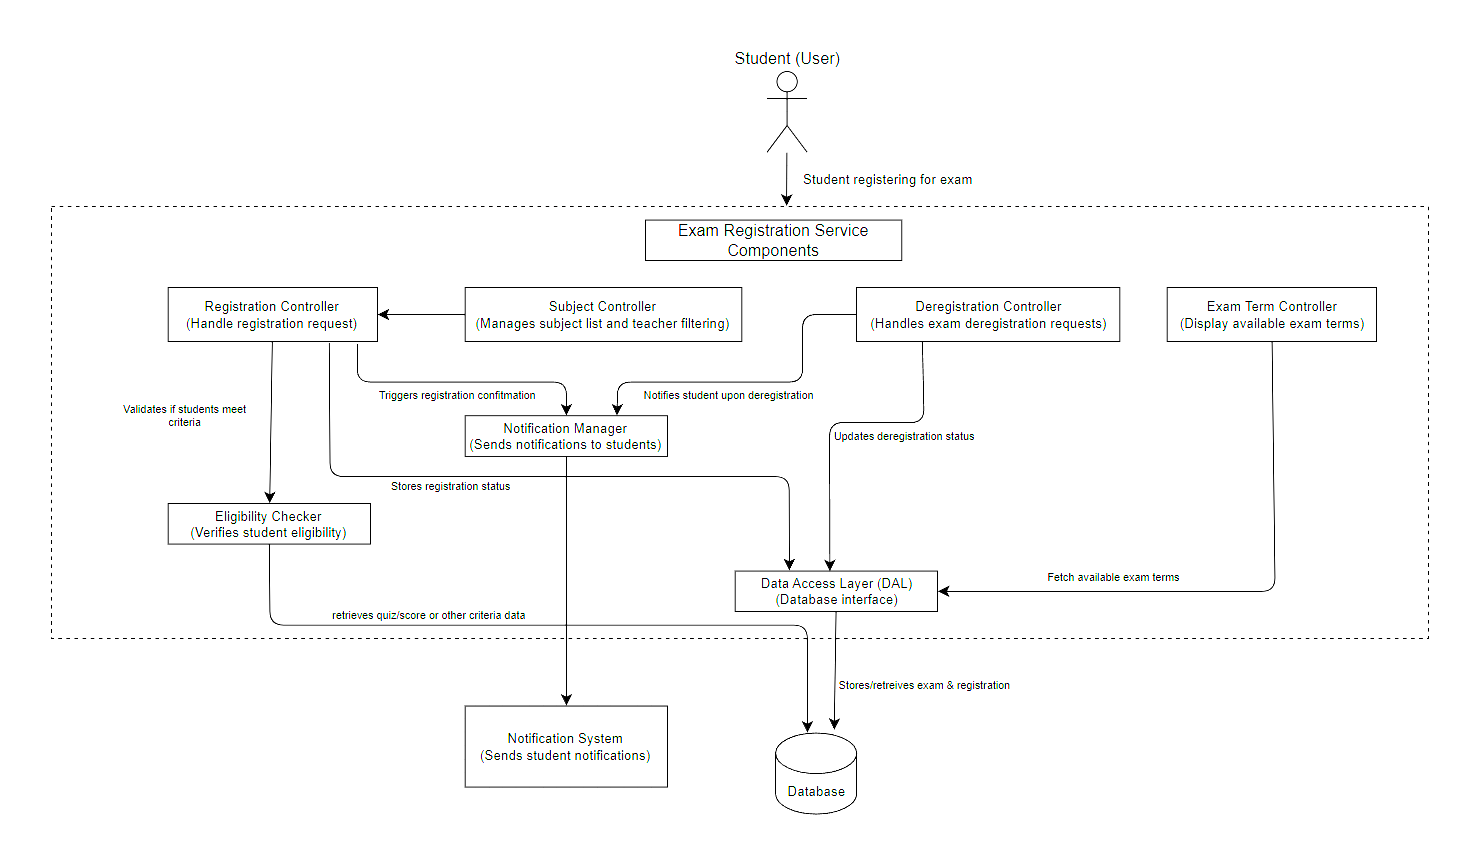 Student (User)
Student registering for exam
Exam Registration Service
Components
Registration Controller
(Handle registration request)
Subject Controller
(Manages subject list and teacher filtering)
Deregistration Controller
(Handles exam deregistration requests)
Exam Term Controller
(Display available exam terms)
Validates if students meet
criteria
Triggers registration confitmation
Notifies student upon deregistration
Notification Manager
(Sends notifications to students)
Updates deregistration status
Stores registration status
Eligibility Checker
(Verifies student eligibility)
Data Access Layer (DAL)
(Database interface)
Fetch available exam terms
retrieves quiz/score or other criteria data
Stores/retreives exam & registration
Notification System
(Sends student notifications)
Database